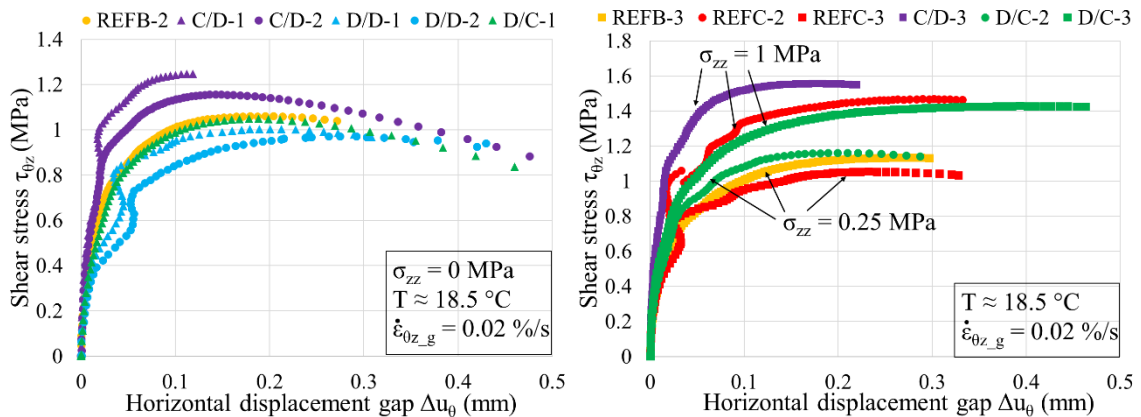 REFB-2 C/D-1 C/D-2 D/D-1 D/D-2 D/C-1
1.4
1.2
1
0.8
0.6
0.4
0.2
0
Shear stress τθz (MPa)
σzz = 0 MPa
T ≈ 18.5 °C
ε̇θz_g = 0.02 %/s
0 0.1 0.2 0.3 0.4 0.5
Horizontal displacement gap Δuθ (mm)
REFB-3 REFC-2 REFC-3 C/D-3 D/C-2 D/C-3
1.8
1.6
1.4
1.2
1
0.8
0.6
0.4
0.2
0
Shear stress τθz (MPa)
σzz = 1 MPa
σzz = 0.25 MPa
T ≈ 18.5 °C
ε̇θz_g = 0.02 %/s
0 0.1 0.2 0.3 0.4 0.5
Horizontal displacement gap Δuθ (mm)